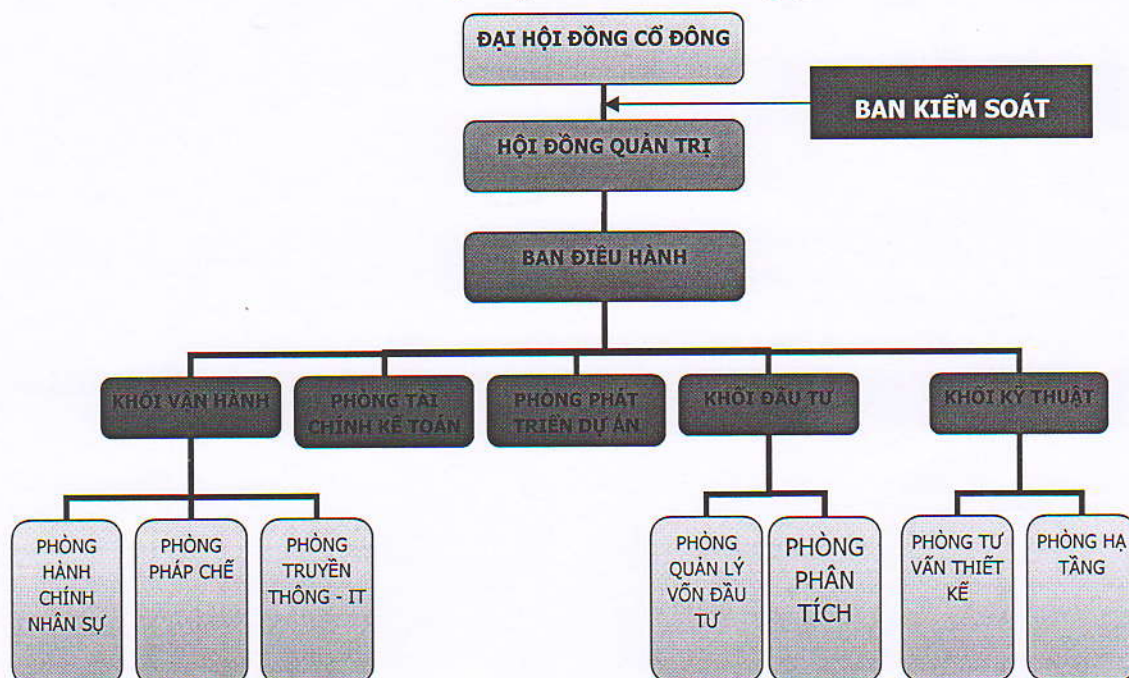 ĐẠI HỘI ĐỒNG CỔ ĐÔNG
BAN KIỂM SOÁT
HỘI ĐỒNG QUẢN TRỊ
BAN ĐIỀU HÀNH
KHỐI VẬN HÀNH
PHÒNG TÀI
CHÍNH KẾ TOÁN
PHÒNG PHÁT
TRIỂN DỰ ÁN
KHỐI ĐẦU TƯ
KHỐI KỸ THUẬT
PHÒNG
HÀNH
CHÍNH
NHÂN SỰ
PHÒNG
PHÁP CHẾ
PHÒNG
TRUYỀN
THÔNG - IT
PHÒNG
QUẢN LÝ
VỐN ĐẦU
TƯ
PHÒNG
PHÂN
TÍCH
PHÒNG TƯ
VẤN THIẾT
KẾ
PHÒNG HẠ
TẦNG